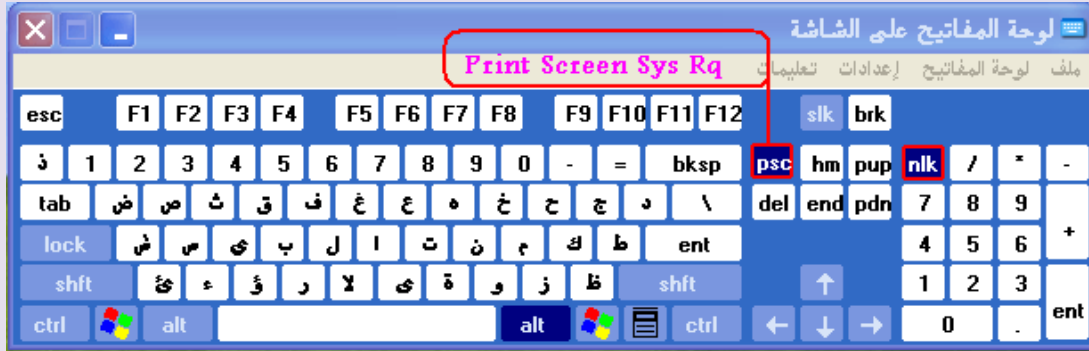 لوحة المفاتيح على الشاشة
Print Screen Sys Rq
ملف لوحة المفاتيح إعدادات تعليمات
esc F1 F2 F3 F4 F5 F6 F7 F8 F9 F10 F11 F12 slk brk
ذ 1 2 3 4 5 6 7 8 9 0 - = bksp psc hm pup nlk / * -
tab ض ص ث ق ف غ ع ه خ ح ج د \ del end pdn 7 8 9 +
lock ش س ي ب ل ا ت ن م ك ط ent 4 5 6
shft ئ ء ؤ ر لا ى ة و ز ظ shft ↑ 1 2 3 ent
ctrl alt alt ctrl ← ↓ → 0 .